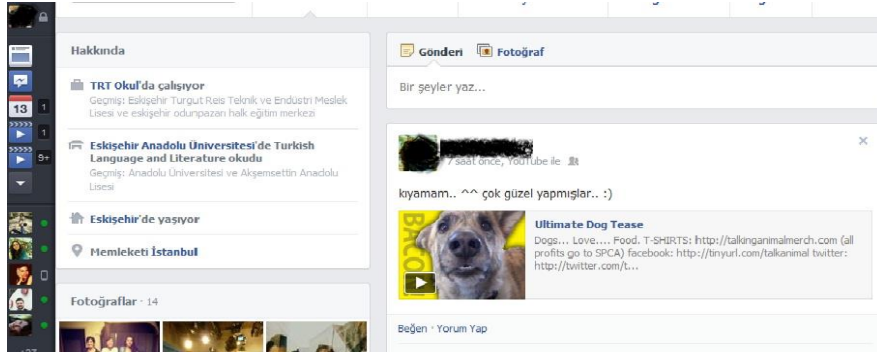 Hakkında
TRT Okul'da çalışıyor
Geçmiş: Eskişehir Turgut Reis Teknik ve Endüstri Meslek
Lisesi ve eskişehir odunpazarı halk eğitim merkezi
Eskişehir Anadolu Üniversitesi'de Turkish
Language and Literature okudu
Geçmiş: Anadolu Üniversitesi ve Akşemsettin Anadolu
Lisesi
Eskişehir'de yaşıyor
Memleketi İstanbul
Fotoğraflar · 14
13
1
1
9+
Gönderi Fotoğraf
Bir şeyler yaz...
7 saat önce, YouTube ile
kıyamam.. ^^ çok güzel yapmışlar.. :)
BACO
Ultimate Dog Tease
Dogs... Love.... Food. T-SHIRTS: http://talkinganimalmerch.com (all
profits go to SPCA) facebook: http://tinyurl.com/talkanimal twitter:
http://twitter.com/t...
Beğen · Yorum Yap